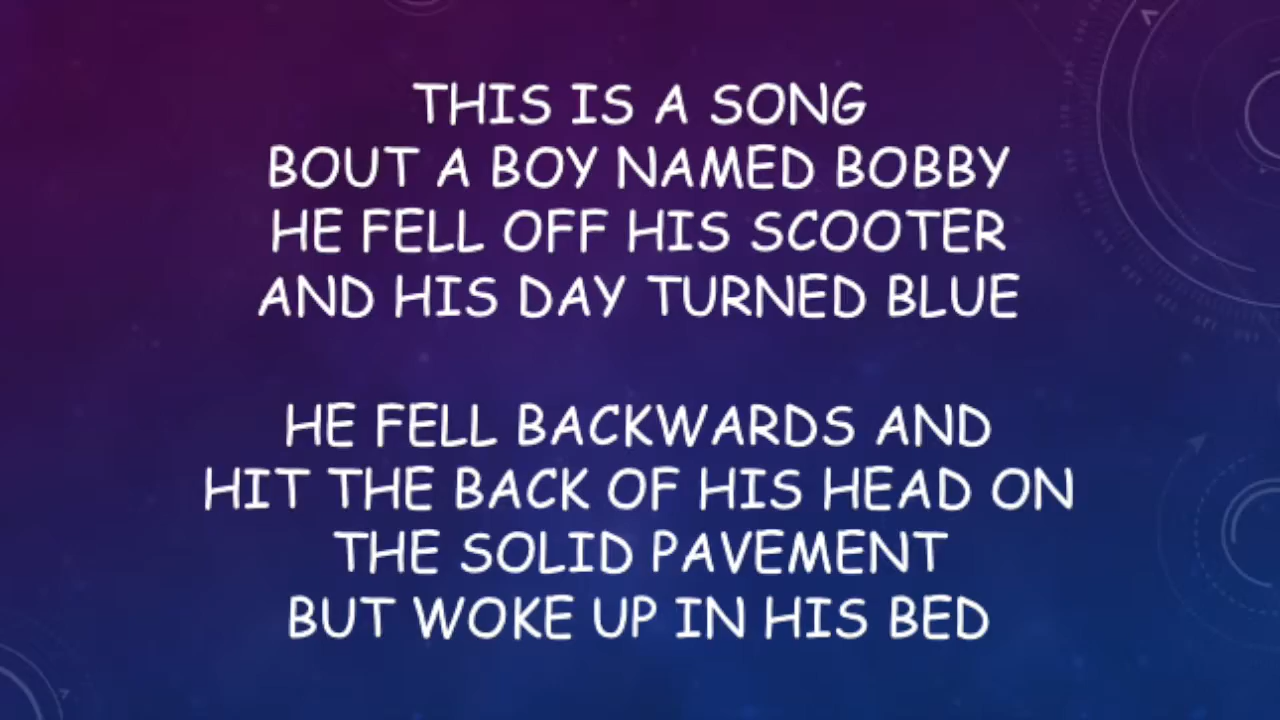 THIS IS A SONG
BOUT A BOY NAMED BOBBY
HE FELL OFF HIS SCOOTER
AND HIS DAY TURNED BLUE
HE FELL BACKWARDS AND
HIT THE BACK OF HIS HEAD ON
THE SOLID PAVEMENT
BUT WOKE UP IN HIS BED